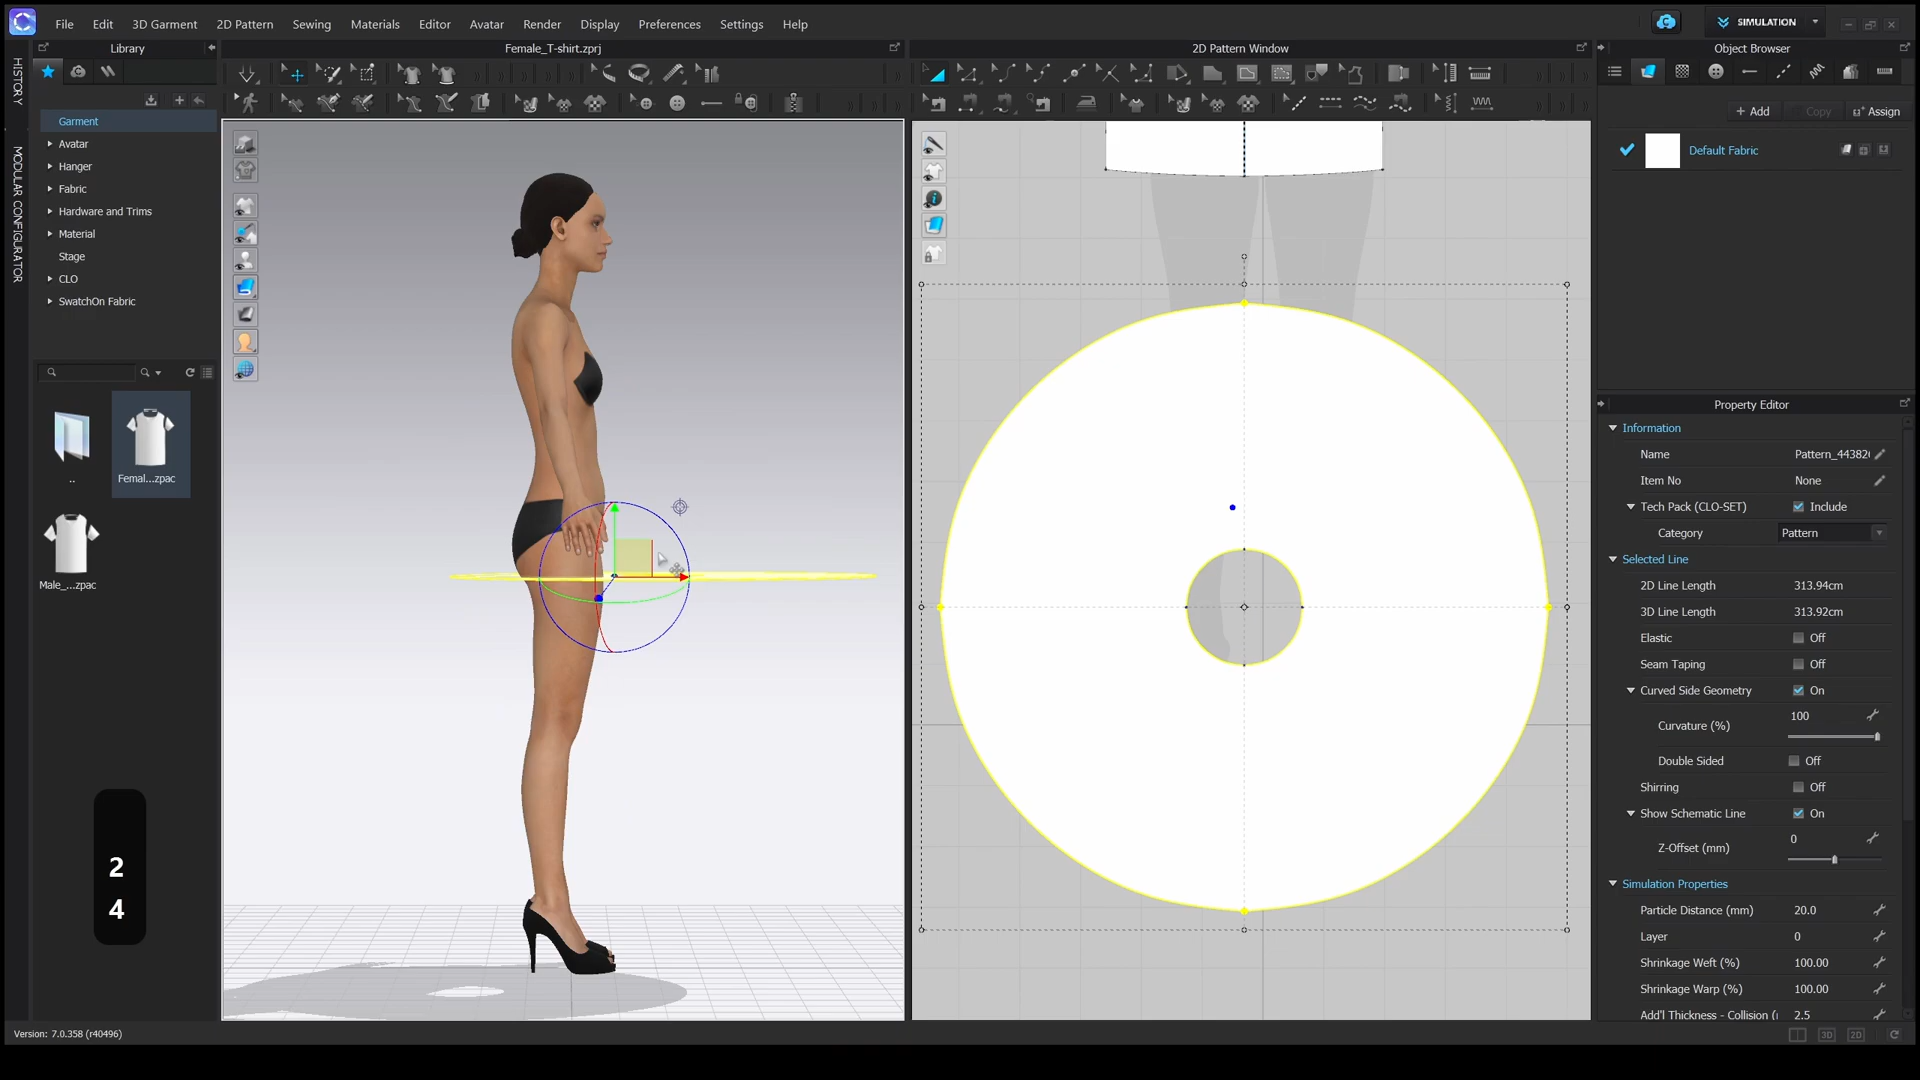 File Edit 3D Garment 2D Pattern Sewing Materials Editor Avatar Render Display Preferences Settings Help
SIMULATION
HISTORY
MODULAR CONFIGURATOR
Library
Garment
Avatar
Hanger
Fabric
Hardware and Trims
Material
Stage
CLO
SwatchOn Fabric
..
Femal...zpac
Male_...zpac
2
4
Version: 7.0.358 (r40496)
Female_T-shirt.zprj
2D Pattern Window
Object Browser
+ Add Copy Assign
Default Fabric
Property Editor
Information
Name Pattern_44382
Item No None
Tech Pack (CLO-SET) Include
Category Pattern
Selected Line
2D Line Length 313.94cm
3D Line Length 313.92cm
Elastic Off
Seam Taping Off
Curved Side Geometry On
Curvature (%) 100
Double Sided Off
Shirring Off
Show Schematic Line On
Z-Offset (mm) 0
Simulation Properties
Particle Distance (mm) 20.0
Layer 0
Shrinkage Weft (%) 100.00
Shrinkage Warp (%) 100.00
Add'l Thickness - Collision ( 2.5
3D 2D